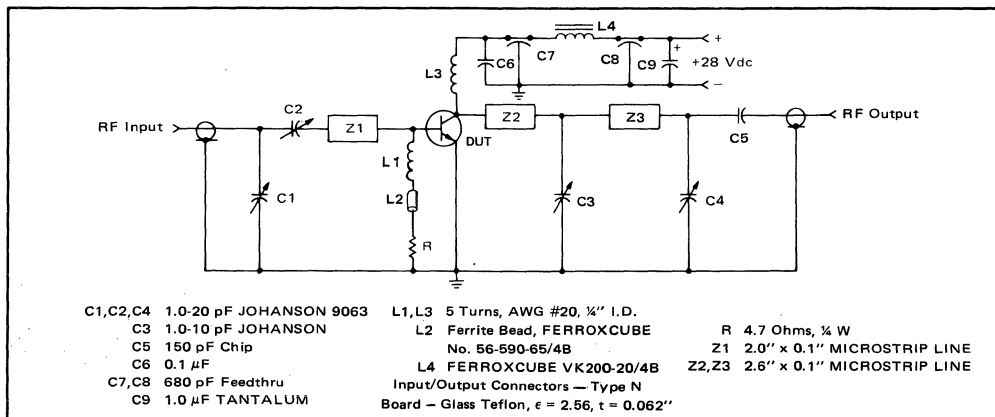 L4
+
C7
C6
C8
C9
+
+28 Vdc
−
L3
C2
RF Input
Z1
Z2
Z3
RF Output
C5
DUT
L1
C1
L2
C3
C4
R
C1,C2,C4 1.0-20 pF JOHANSON 9063
C3 1.0-10 pF JOHANSON
C5 150 pF Chip
C6 0.1 μF
C7,C8 680 pF Feedthru
C9 1.0 μF TANTALUM
L1,L3 5 Turns, AWG #20, ¼" I.D.
L2 Ferrite Bead, FERROXCUBE
No. 56-590-65/4B
L4 FERROXCUBE VK200-20/4B
Input/Output Connectors — Type N
Board — Glass Teflon, ϵ = 2.56, t = 0.062"
R 4.7 Ohms, ¼ W
Z1 2.0" x 0.1" MICROSTRIP LINE
Z2,Z3 2.6" x 0.1" MICROSTRIP LINE